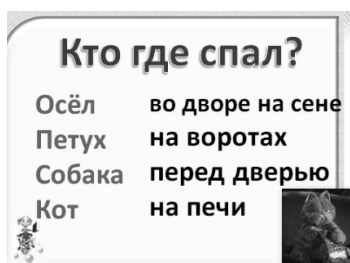 Кто где спал?
Осёл во дворе на сене
Петух на воротах
Собака перед дверью
Кот на печи